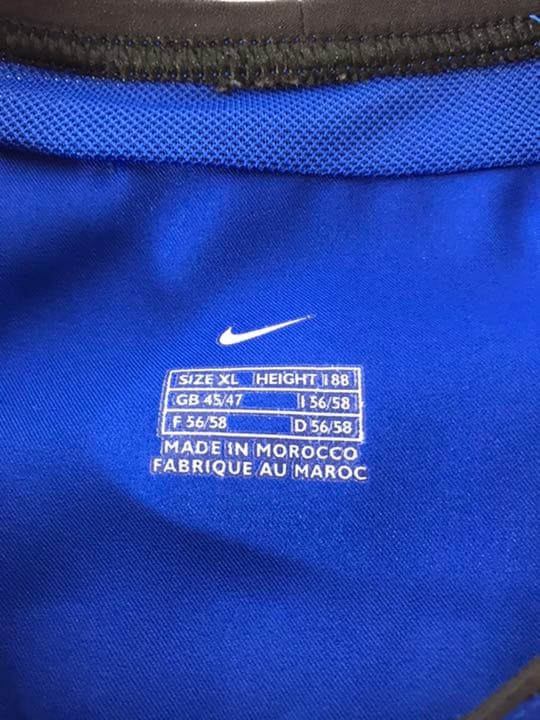 SIZE XL HEIGHT 188
GB 45/47 I 56/58
F 56/58 D 56/58
MADE IN MOROCCO
FABRIQUE AU MAROC